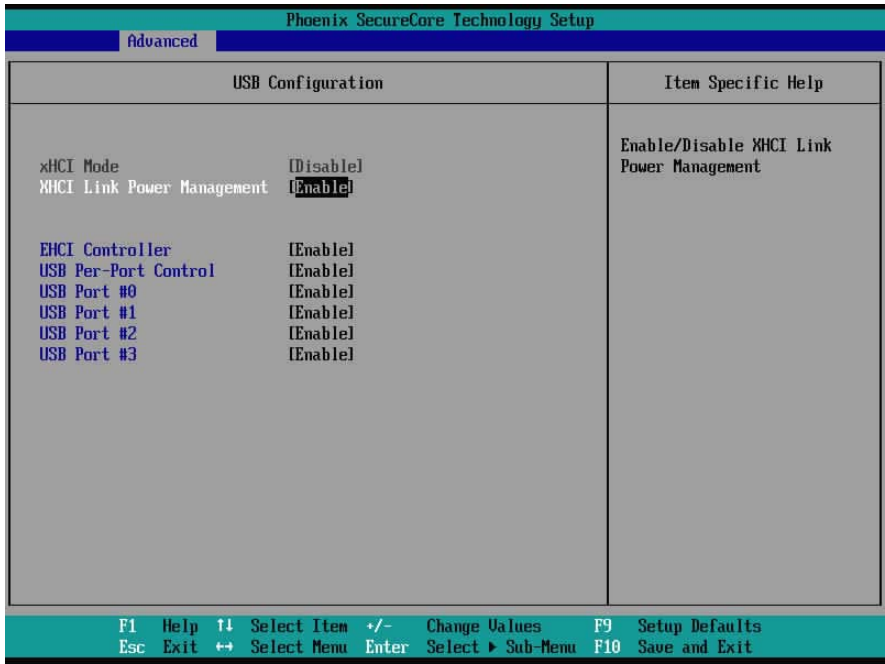 Phoenix SecureCore Technology Setup
Advanced
USB Configuration
Item Specific Help
xHCI Mode [Disable]
XHCI Link Power Management [Enable]
Enable/Disable XHCI Link
Power Management
EHCI Controller [Enable]
USB Per-Port Control [Enable]
USB Port #0 [Enable]
USB Port #1 [Enable]
USB Port #2 [Enable]
USB Port #3 [Enable]
F1 Help ↑↓ Select Item +/- Change Values F9 Setup Defaults
Esc Exit ↔ Select Menu Enter Select ▶ Sub-Menu F10 Save and Exit